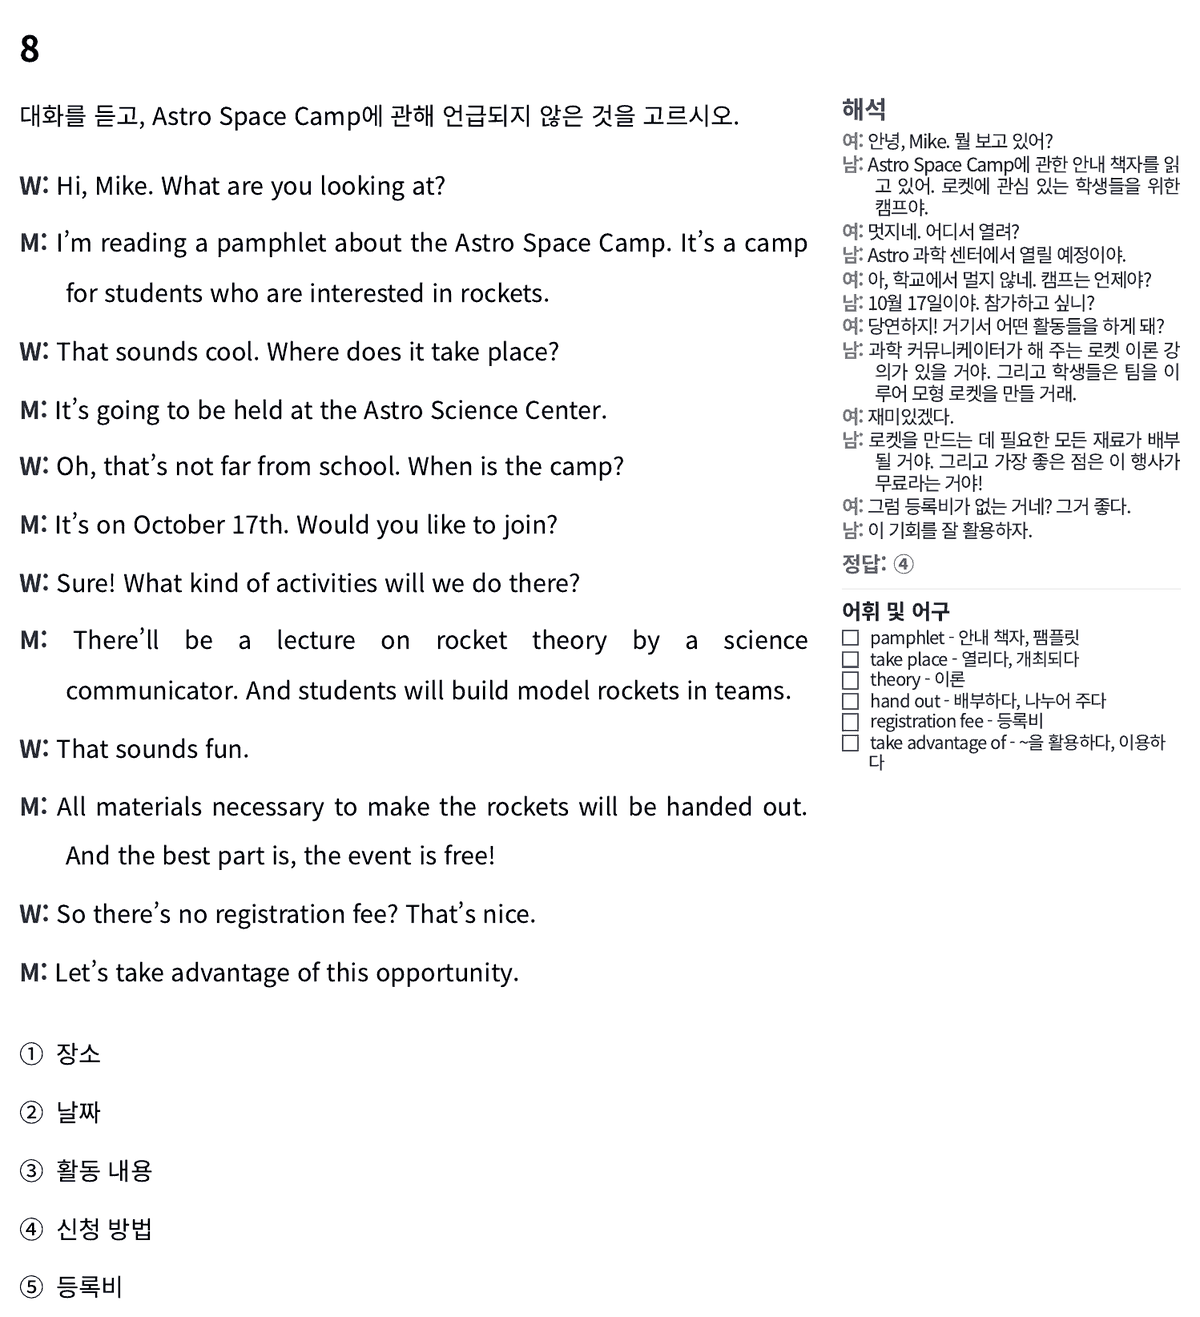 8
대화를 듣고, Astro Space Camp에 관해 언급되지 않은 것을 고르시오.
W: Hi, Mike. What are you looking at?
M: I’m reading a pamphlet about the Astro Space Camp. It’s a camp
for students who are interested in rockets.
W: That sounds cool. Where does it take place?
M: It’s going to be held at the Astro Science Center.
W: Oh, that’s not far from school. When is the camp?
M: It’s on October 17th. Would you like to join?
W: Sure! What kind of activities will we do there?
M: There’ll be a lecture on rocket theory by a science
communicator. And students will build model rockets in teams.
W: That sounds fun.
M: All materials necessary to make the rockets will be handed out.
And the best part is, the event is free!
W: So there’s no registration fee? That’s nice.
M: Let’s take advantage of this opportunity.
① 장소
② 날짜
③ 활동 내용
④ 신청 방법
⑤ 등록비
해석
여: 안녕, Mike. 뭘 보고 있어?
남: Astro Space Camp에 관한 안내 책자를 읽
고 있어. 로켓에 관심 있는 학생들을 위한
캠프야.
여: 멋지네. 어디서 열려?
남: Astro 과학 센터에서 열릴 예정이야.
여: 아, 학교에서 멀지 않네. 캠프는 언제야?
남: 10월 17일이야. 참가하고 싶니?
여: 당연하지! 거기서 어떤 활동들을 하게 돼?
남: 과학 커뮤니케이터가 해 주는 로켓 이론 강
의가 있을 거야. 그리고 학생들은 팀을 이
루어 모형 로켓을 만들 거래.
여: 재미있겠다.
남: 로켓을 만드는 데 필요한 모든 재료가 배부
될 거야. 그리고 가장 좋은 점은 이 행사가
무료라는 거야!
여: 그럼 등록비가 없는 거네? 그거 좋다.
남: 이 기회를 잘 활용하자.
정답: ④
어휘 및 어구
□ pamphlet - 안내 책자, 팸플릿
□ take place - 열리다, 개최되다
□ theory - 이론
□ hand out - 배부하다, 나누어 주다
□ registration fee - 등록비
□ take advantage of - ~을 활용하다, 이용하
다